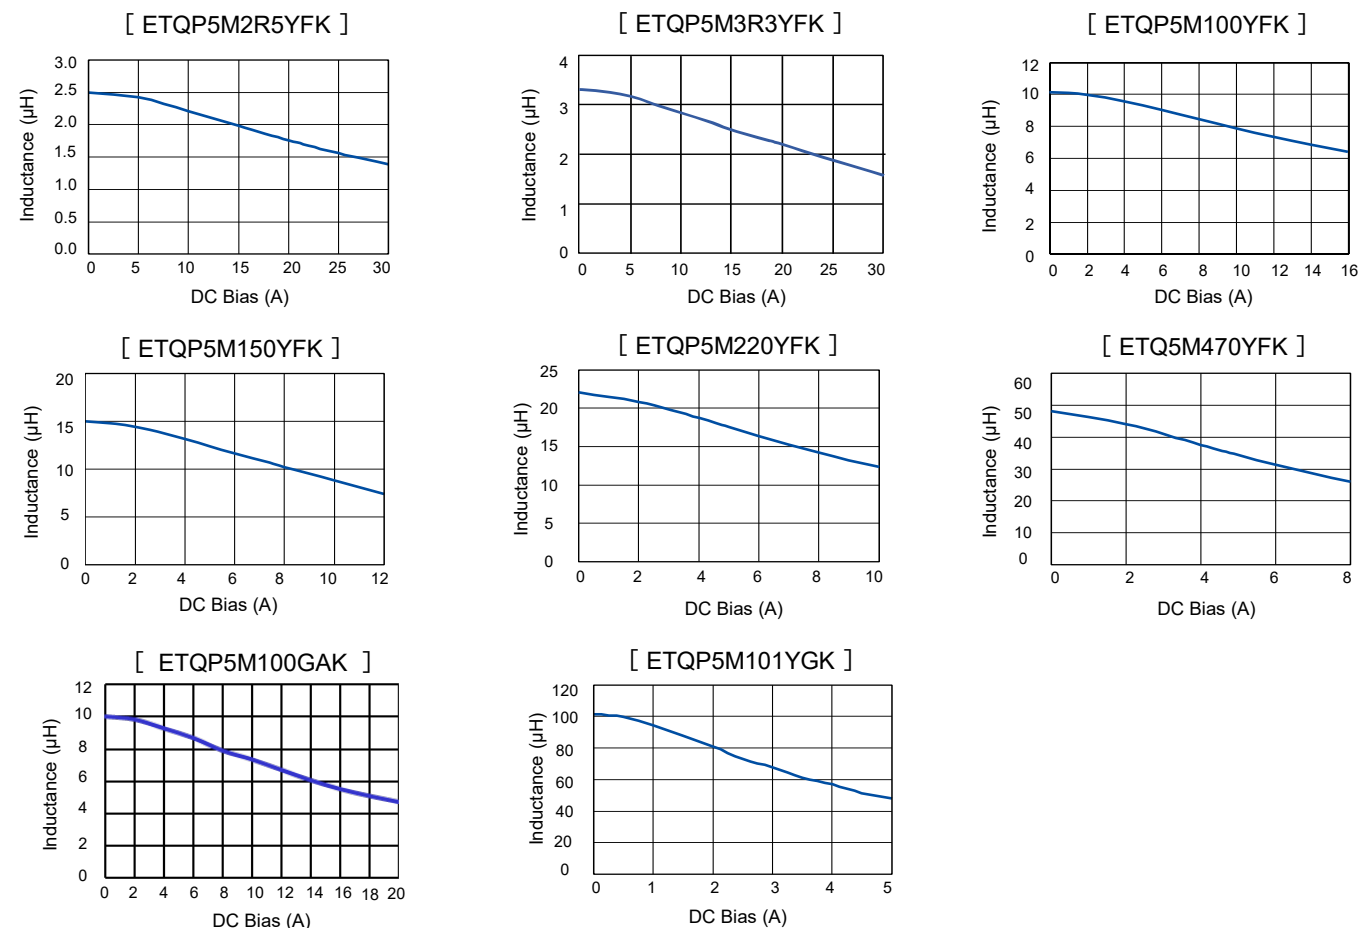 [ ETQP5M2R5YFK ]
Inductance (µH)
3.0
2.5
2.0
1.5
1.0
0.5
0.0
0 5 10 15 20 25 30
DC Bias (A)
[ ETQP5M3R3YFK ]
Inductance (µH)
4
3
2
1
0
0 5 10 15 20 25 30
DC Bias (A)
[ ETQP5M100YFK ]
Inductance (µH)
12
10
8
6
4
2
0
0 2 4 6 8 10 12 14 16
DC Bias (A)
[ ETQP5M150YFK ]
Inductance (µH)
20
15
10
5
0
0 2 4 6 8 10 12
DC Bias (A)
[ ETQP5M220YFK ]
Inductance (µH)
25
20
15
10
5
0
0 2 4 6 8 10
DC Bias (A)
[ ETQ5M470YFK ]
Inductance (µH)
60
50
40
30
20
10
0
0 2 4 6 8
DC Bias (A)
[ ETQP5M100GAK ]
Inductance (µH)
12
10
8
6
4
2
0
0 2 4 6 8 10 12 14 16 18 20
DC Bias (A)
[ ETQP5M101YGK ]
Inductance (µH)
120
100
80
60
40
20
0
0 1 2 3 4 5
DC Bias (A)